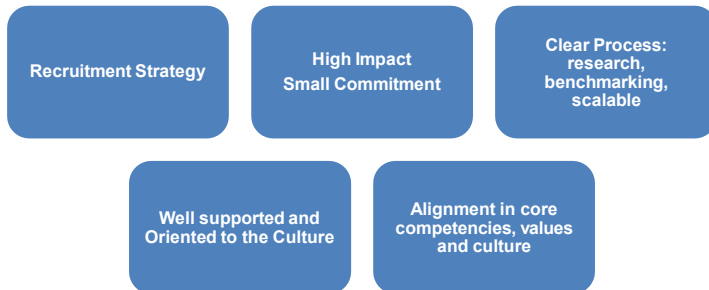 Recruitment Strategy
High Impact
Small Commitment
Clear Process:
research,
benchmarking,
scalable
Well supported and
Oriented to the Culture
Alignment in core
competencies, values
and culture